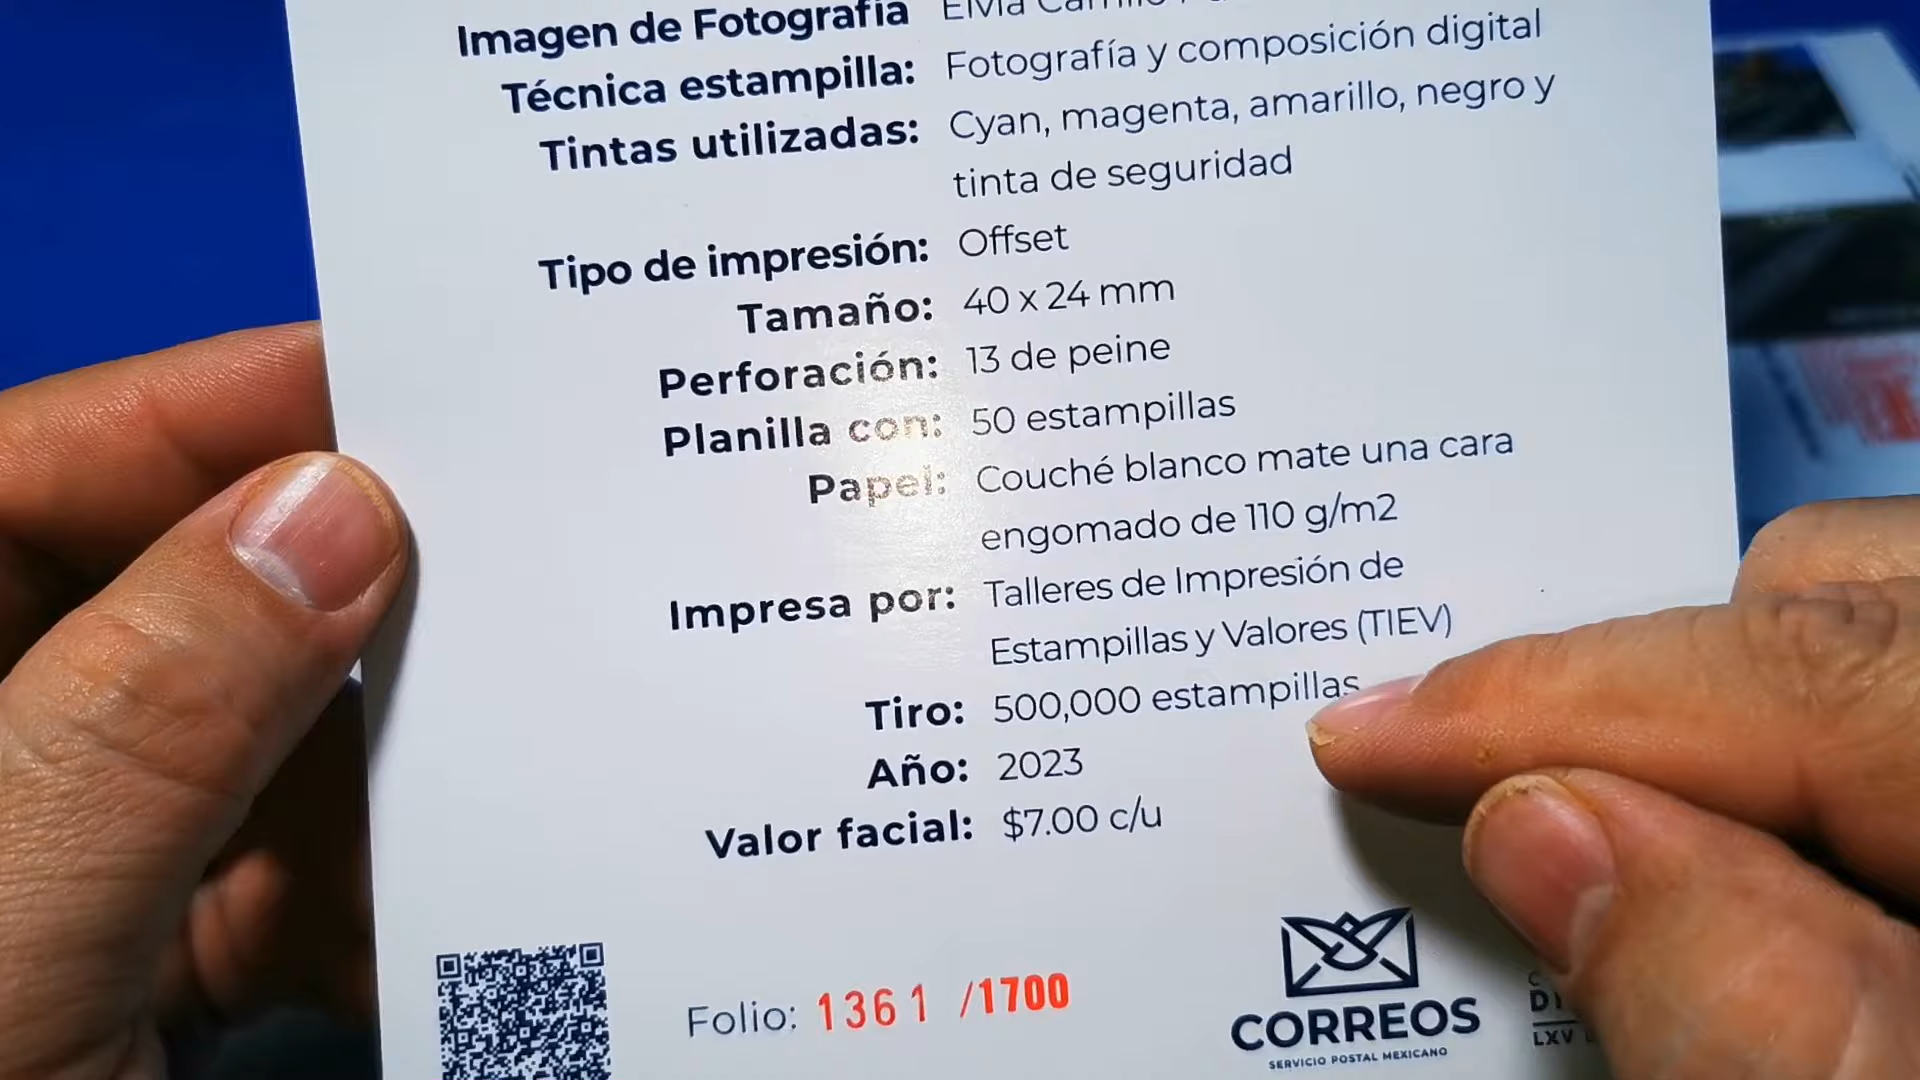 Imagen de Fotografía Elvia Carrillo
Técnica estampilla: Fotografía y composición digital
Tintas utilizadas: Cyan, magenta, amarillo, negro y
tinta de seguridad
Tipo de impresión: Offset
Tamaño: 40 x 24 mm
Perforación: 13 de peine
Planilla con: 50 estampillas
Papel: Couché blanco mate una cara
engomado de 110 g/m2
Impresa por: Talleres de Impresión de
Estampillas y Valores (TIEV)
Tiro: 500,000 estampillas
Año: 2023
Valor facial: $7.00 c/u
Folio: 1361 /1700
CORREOS
SERVICIO POSTAL MEXICANO
LXV